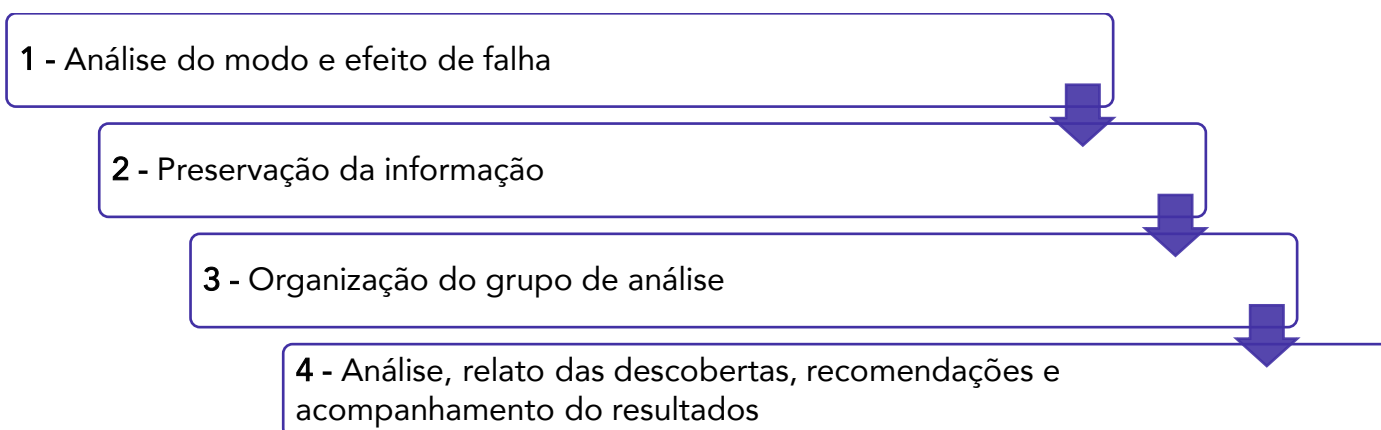 1 - Análise do modo e efeito de falha
2 - Preservação da informação
3 - Organização do grupo de análise
4 - Análise, relato das descobertas, recomendações e
acompanhamento do resultados